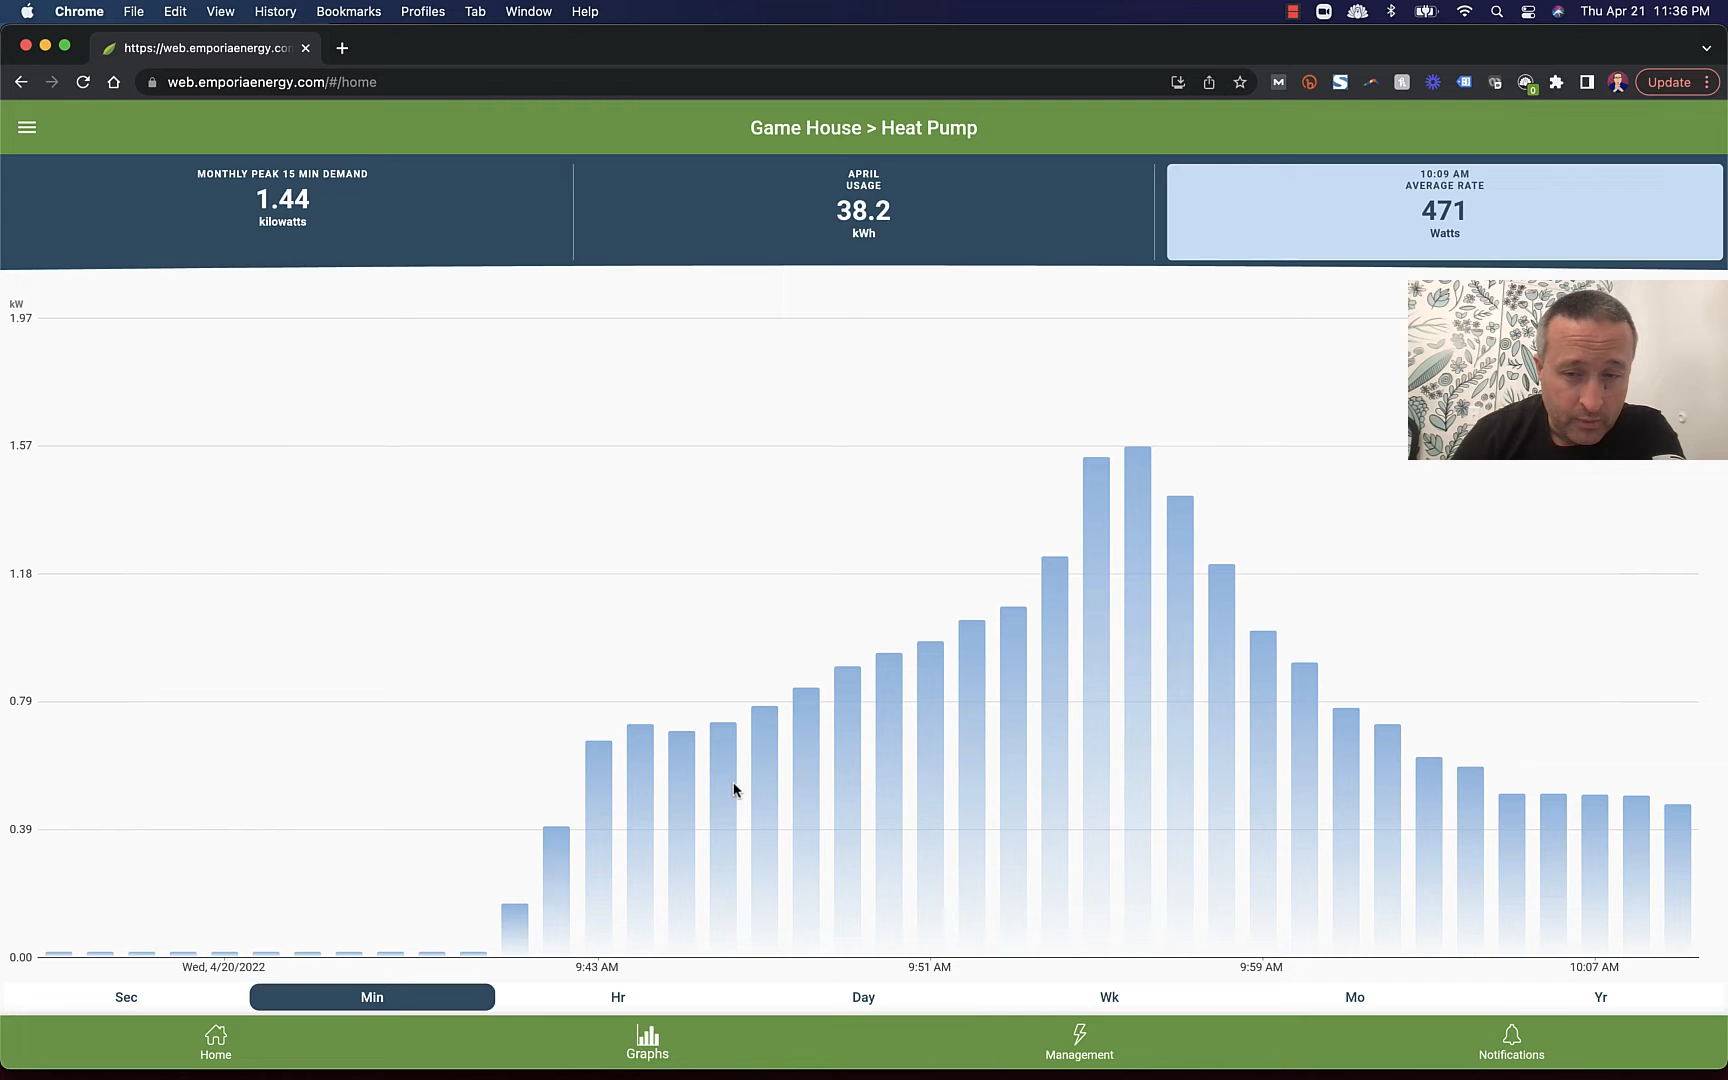 Chrome File Edit View History Bookmarks Profiles Tab Window Help Thu Apr 21 11:36 PM
https://web.emporiaenergy.co
web.emporiaenergy.com/#/home Update
Game House > Heat Pump
MONTHLY PEAK 15 MIN DEMAND
1.44
kilowatts
APRIL
USAGE
38.2
kWh
10:09 AM
AVERAGE RATE
471
Watts
kW
1.97
1.57
1.18
0.79
0.39
0.00
Wed, 4/20/2022 9:43 AM 9:51 AM 9:59 AM 10:07 AM
Sec Min Hr Day Wk Mo Yr
Home Graphs Management Notifications